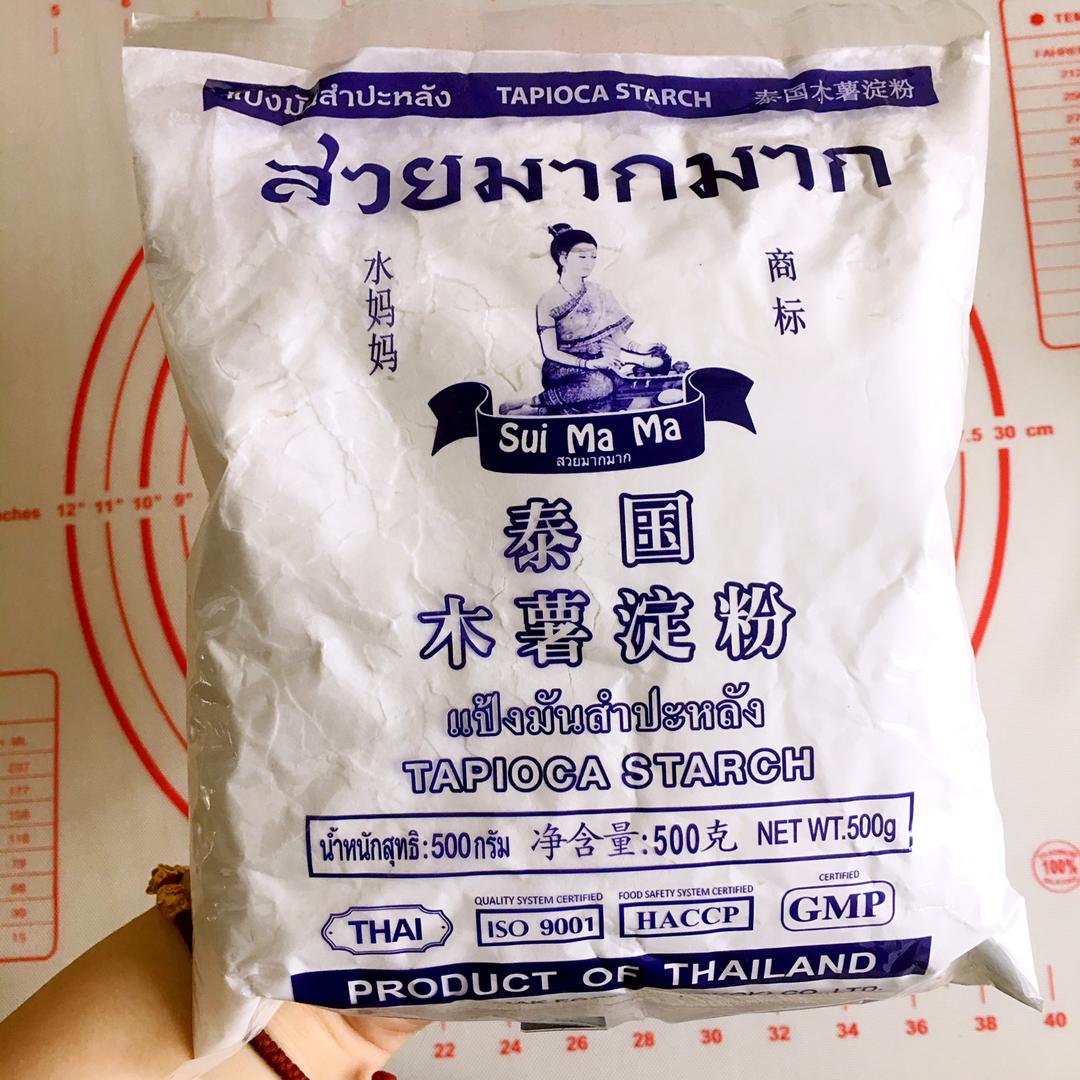 แป้งมันสำปะหลัง TAPIOCA STARCH 泰国木薯淀粉
สวยมากมาก
水妈妈
商标
Sui Ma Ma
สวยมากมาก
泰国
木薯淀粉
แป้งมันสำปะหลัง
TAPIOCA STARCH
น้ำหนักสุทธิ:500กรัม 净含量:500克 NET WT.500g
THAI
QUALITY SYSTEM CERTIFIED
ISO 9001
FOOD SAFETY SYSTEM CERTIFIED
HACCP
CERTIFIED
GMP
PRODUCT OF THAILAND
CO., LTD.
12" 11" 10" 9"
30 cm
22 24 26 28 30 32 34 36 38 40
100%